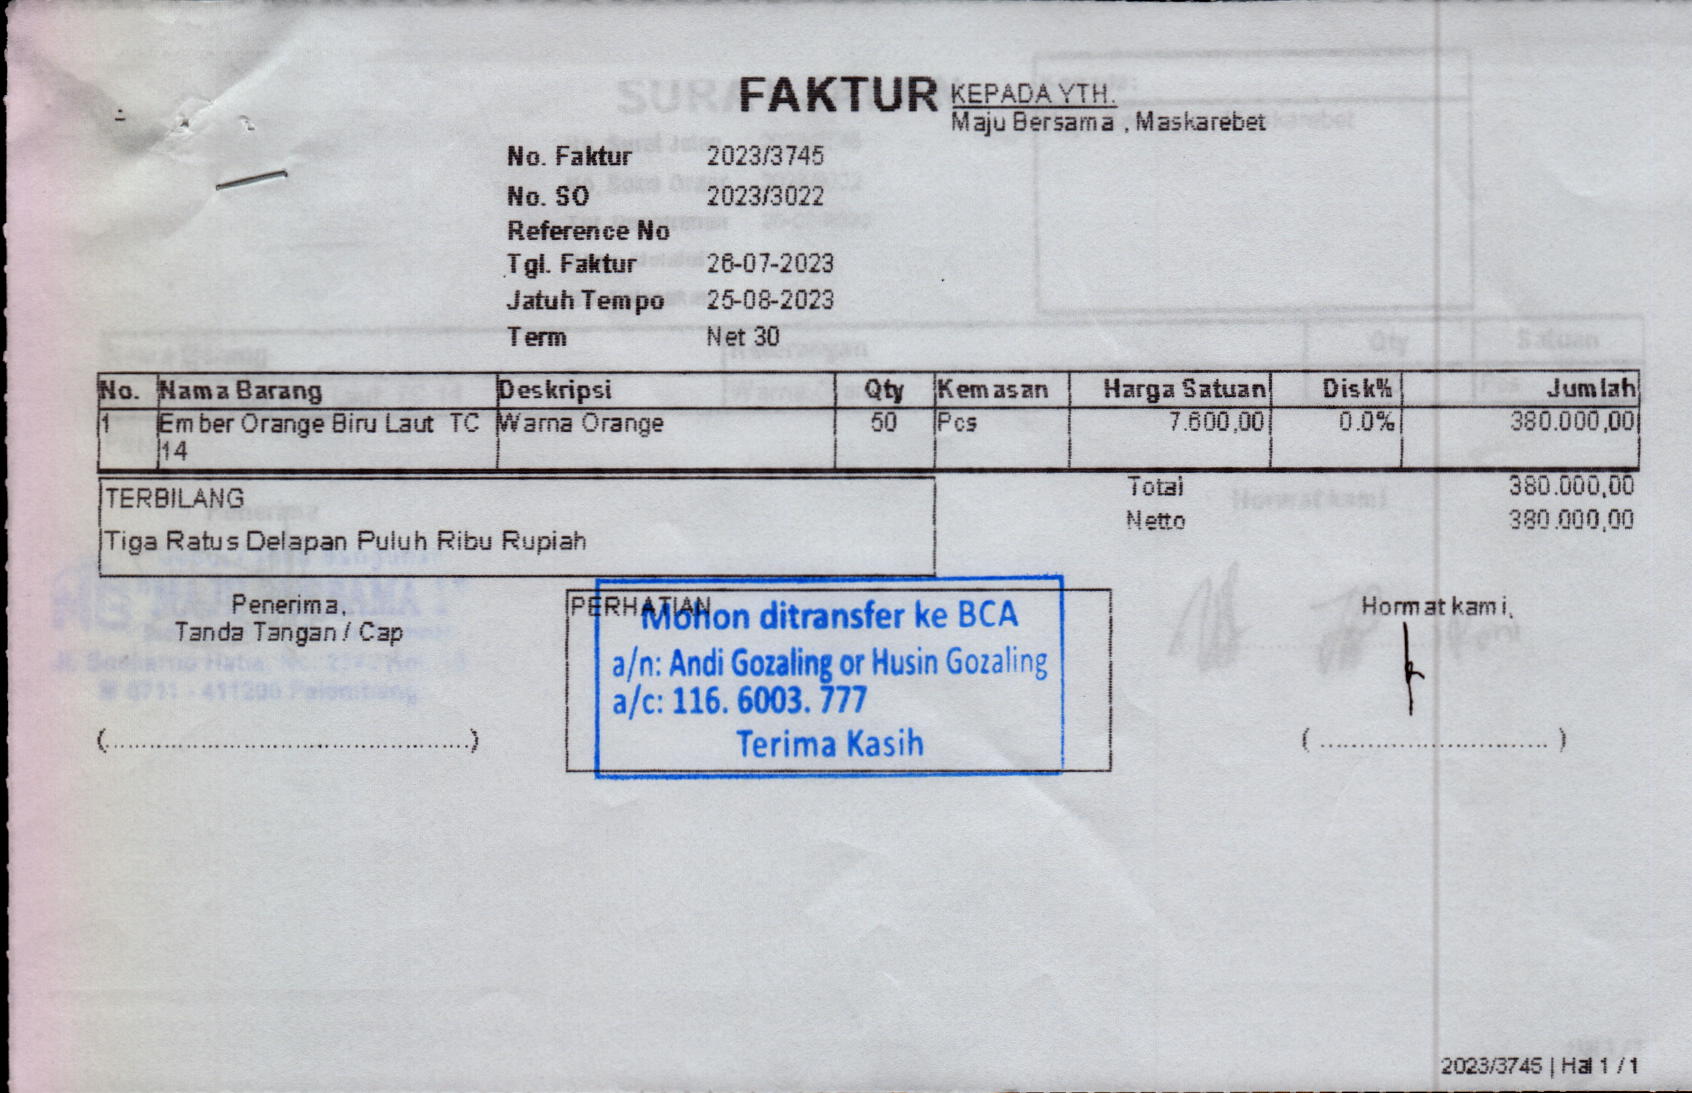 FAKTUR
KEPADA YTH.
Maju Bersama , Maskarebet
No. Faktur 2023/3745
No. SO 2023/3022
Reference No
Tgl. Faktur 26-07-2023
Jatuh Tempo 25-08-2023
Term Net 30
No. Nama Barang Deskripsi Qty Kemasan Harga Satuan Disk% Jumlah
1 Ember Orange Biru Laut TC Warna Orange 50 Pcs 7.600,00 0.0% 380.000,00
14
Total 380.000,00
Netto 380.000,00
TERBILANG
Tiga Ratus Delapan Puluh Ribu Rupiah
Penerima,
Tanda Tangan / Cap
(....................................................)
PERHATIAN
Mohon ditransfer ke BCA
a/n: Andi Gozaling or Husin Gozaling
a/c: 116. 6003. 777
Terima Kasih
Hormat kami,
( ................................. )
2023/3745 | Hal 1 / 1